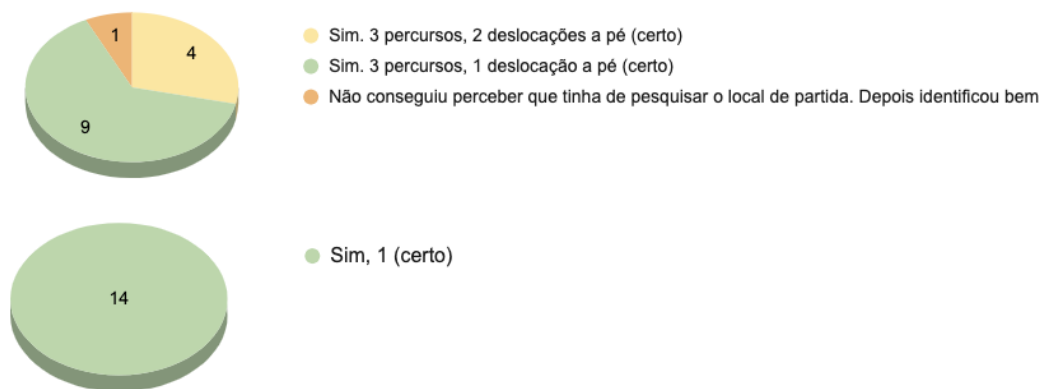 1
4
9
Sim. 3 percursos, 2 deslocações a pé (certo)
Sim. 3 percursos, 1 deslocação a pé (certo)
Não conseguiu perceber que tinha de pesquisar o local de partida. Depois identificou bem
14
Sim, 1 (certo)